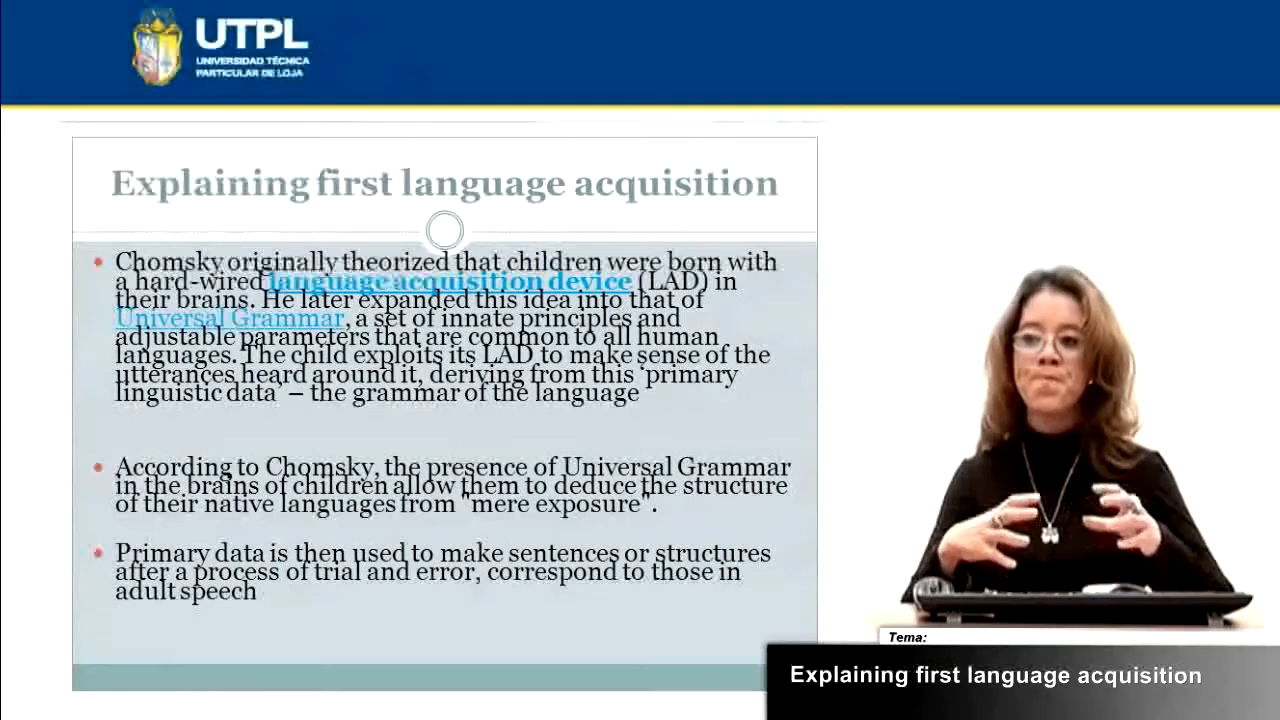 UTPL
UNIVERSIDAD TÉCNICA
PARTICULAR DE LOJA
Explaining first language acquisition
• Chomsky originally theorized that children were born with
a hard-wired language acquisition device (LAD) in
their brains. He later expanded this idea into that of
Universal Grammar, a set of innate principles and
adjustable parameters that are common to all human
languages. The child exploits its LAD to make sense of the
utterances heard around it, deriving from this ‘primary
linguistic data’ – the grammar of the language
• According to Chomsky, the presence of Universal Grammar
in the brains of children allow them to deduce the structure
of their native languages from "mere exposure".
• Primary data is then used to make sentences or structures
after a process of trial and error, correspond to those in
adult speech
Tema:
Explaining first language acquisition